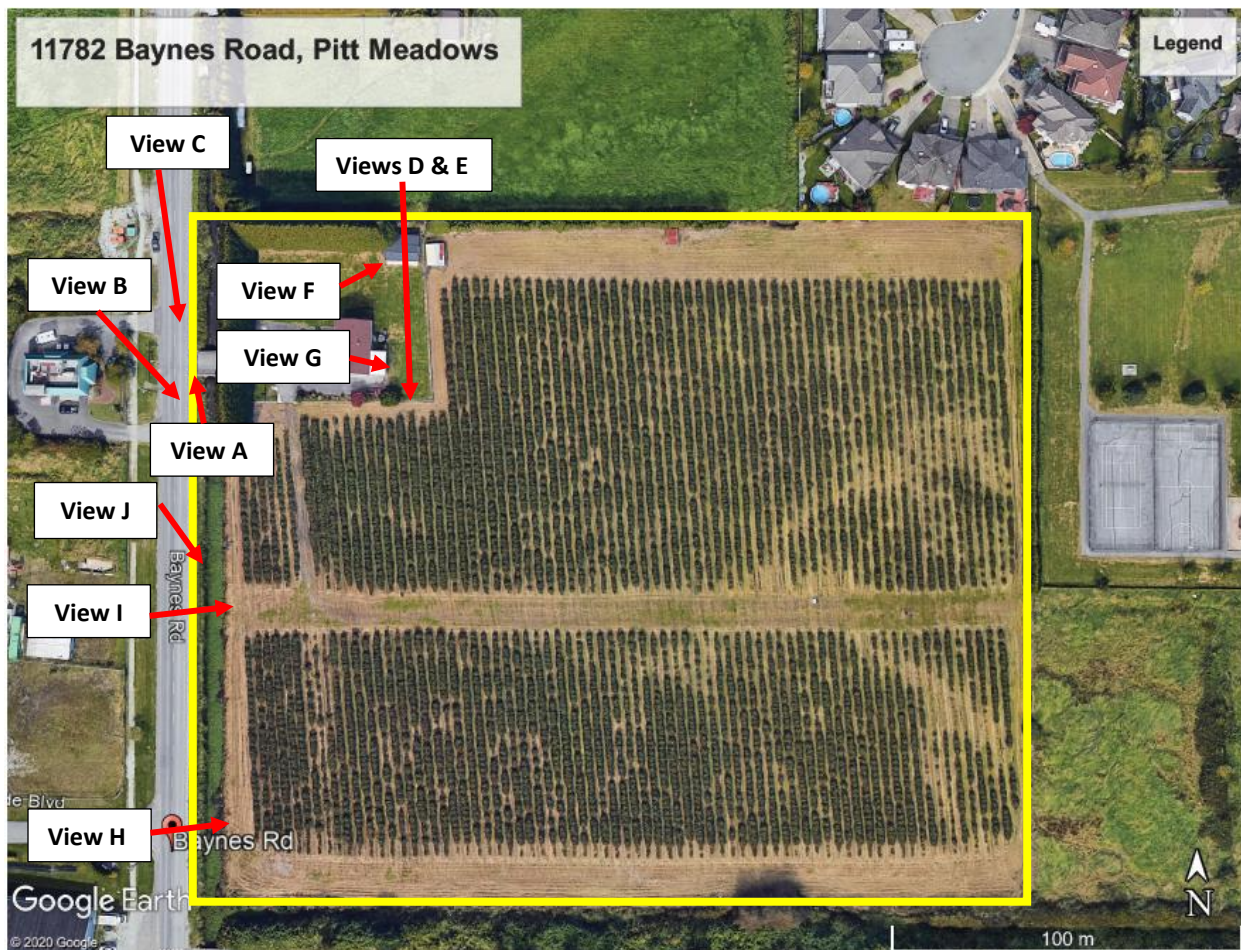 11782 Baynes Road, Pitt Meadows
Legend
View C
Views D & E
View B
View F
View G
View A
View J
Baynes Rd
View I
de Blvd
View H
Baynes Rd
Google Earth
© 2020 Google
N
100 m